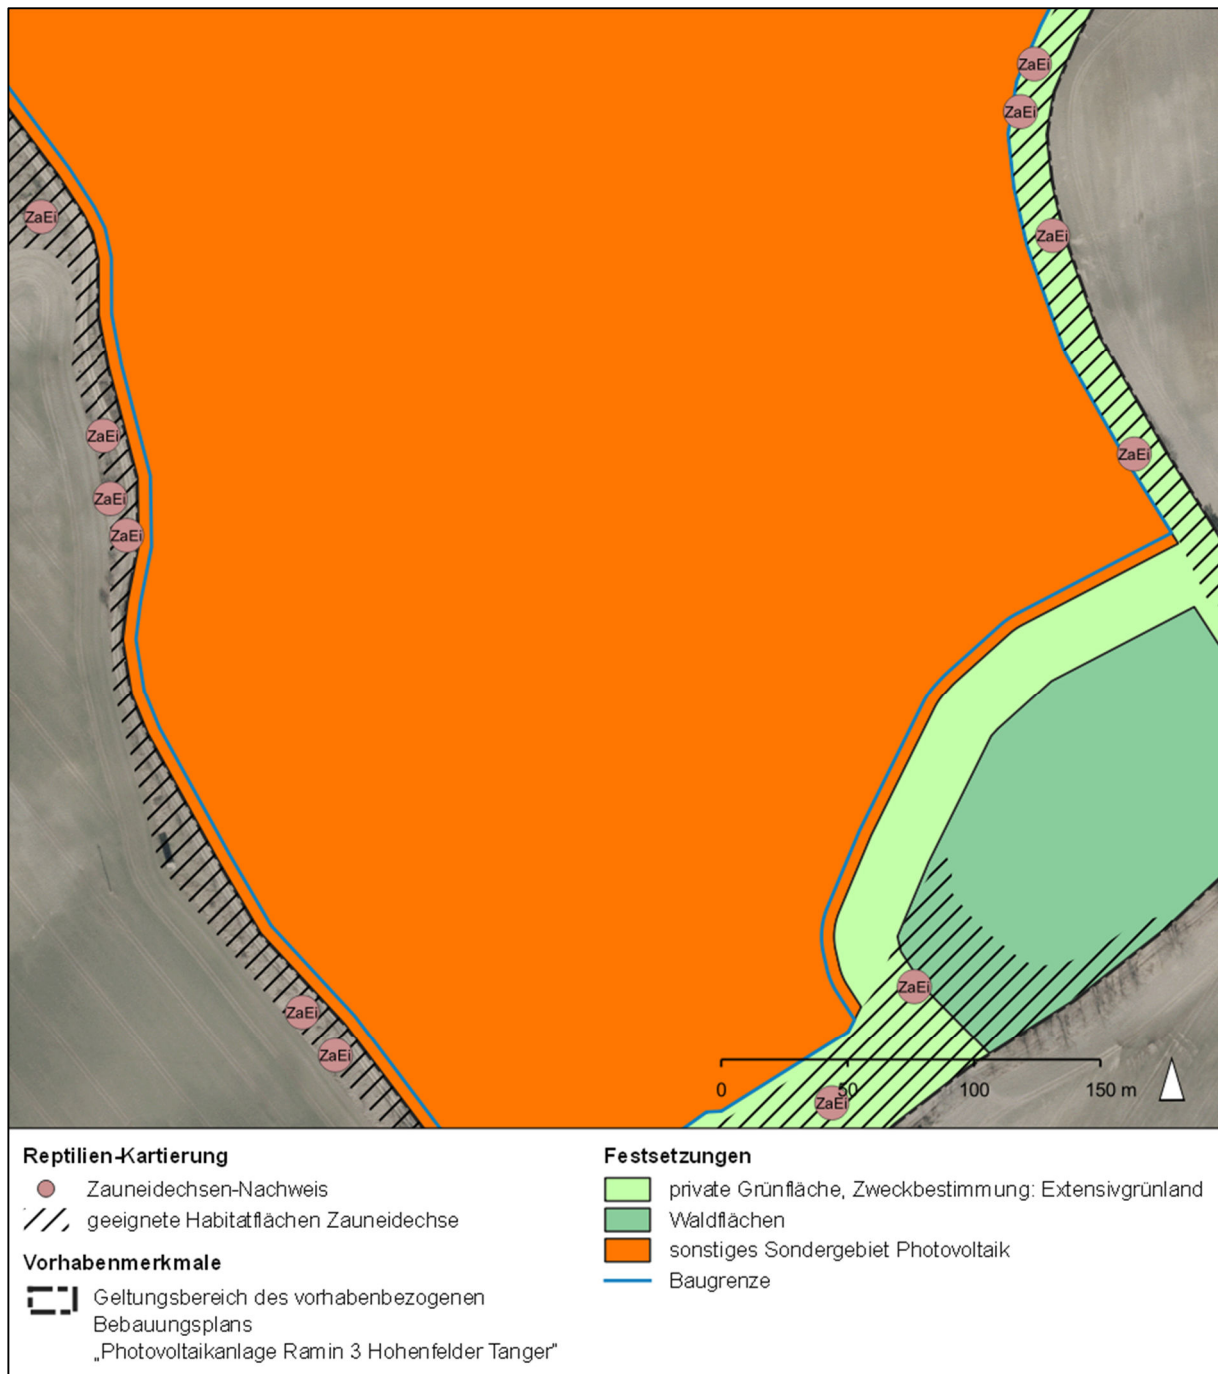 ZaEi
ZaEi
ZaEi
ZaEi
ZaEi
ZaEi
ZaEi
ZaEi
ZaEi
ZaEi
ZaEi
ZaEi
0 50 100 150 m
ZaEi
Reptilien-Kartierung
Zauneidechsen-Nachweis
geeignete Habitatflächen Zauneidechse
Vorhabenmerkmale
Geltungsbereich des vorhabenbezogenen
Bebauungsplans
„Photovoltaikanlage Ramin 3 Hohenfelder Tanger"
Festsetzungen
private Grünfläche, Zweckbestimmung: Extensivgrünland
Waldflächen
sonstiges Sondergebiet Photovoltaik
Baugrenze